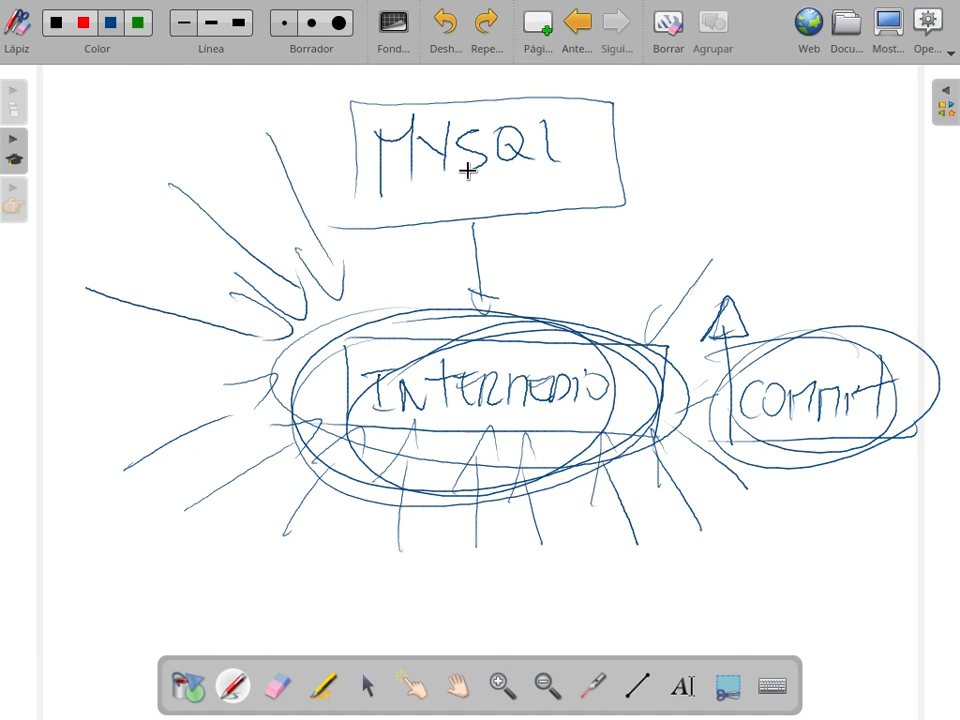 Lápiz Color Línea Borrador Fond... Desh... Repe... Pági... Ante... Sigui... Borrar Agrupar Web Docu... Most... Ope...
MYSQL
INTERMEDIO
COMMIT
AI